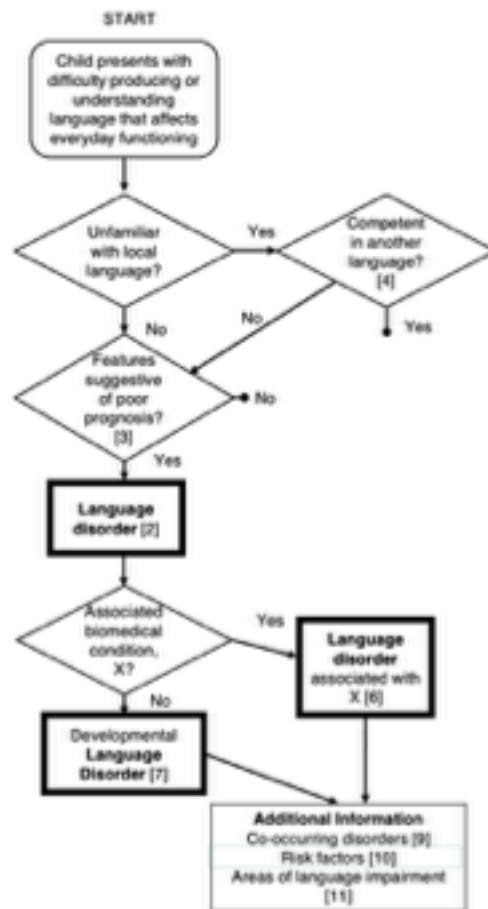 START
Child presents with
difficulty producing or
understanding
language that affects
everyday functioning
Unfamiliar
with local
language?
Yes
Competent
in another
language?
[4]
No
No
Yes
Features
suggestive
of poor
prognosis?
[3]
No
Yes
Language
disorder [2]
Associated
biomedical
condition,
X?
Yes
Language
disorder
associated with
X [6]
No
Developmental
Language
Disorder [7]
Additional Information
Co-occurring disorders [9]
Risk factors [10]
Areas of language impairment
[11]